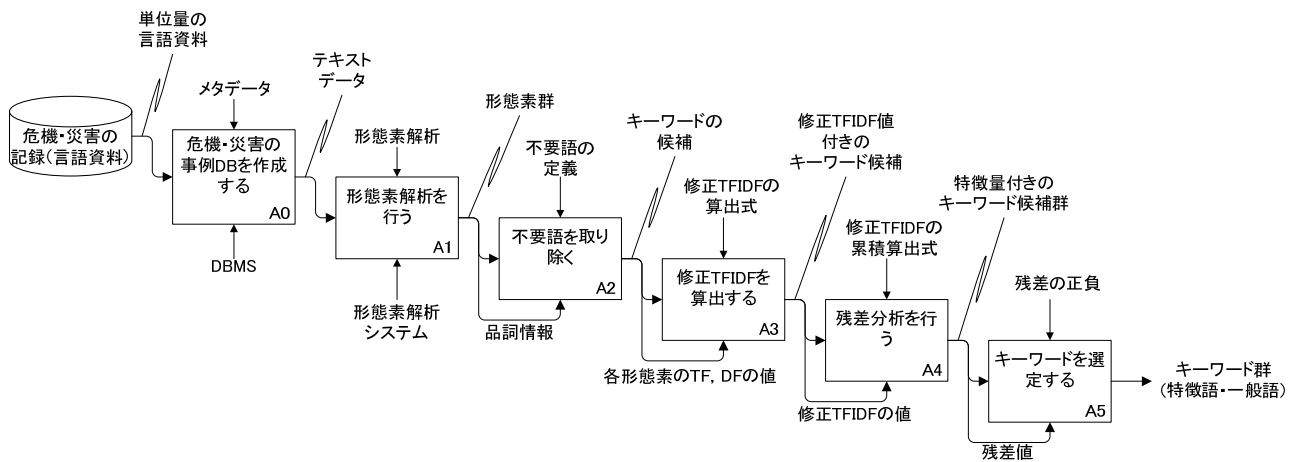 単位量の
言語資料
危機・災害の
記録(言語資料)
メタデータ
危機・災害の
事例DBを作成
する
A0
DBMS
テキスト
データ
形態素解析
形態素解析を
行う
A1
形態素解析
システム
形態素群
不要語の
定義
不要語を取り
除く
A2
品詞情報
キーワードの
候補
修正TFIDFの
算出式
修正TFIDFを
算出する
A3
各形態素のTF, DFの値
修正TFIDF値
付きの
キーワード候補
修正TFIDFの
累積算出式
残差分析を行
う
A4
修正TFIDFの値
特徴量付きの
キーワード候補群
残差の正負
キーワードを選
定する
A5
残差値
キーワード群
(特徴語・一般語)